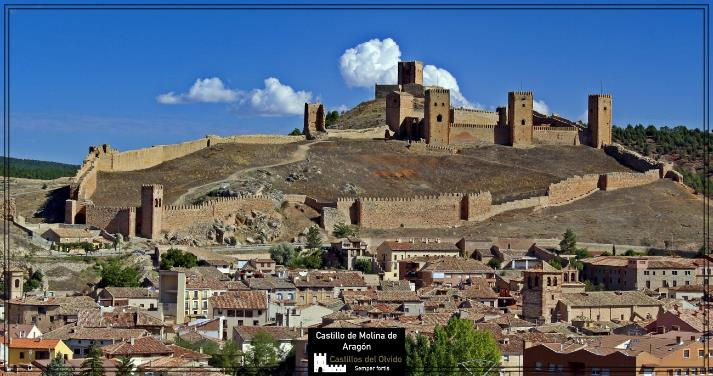 Castillo de Molina de
Aragón
Castillos del Olvido
Semper fortis